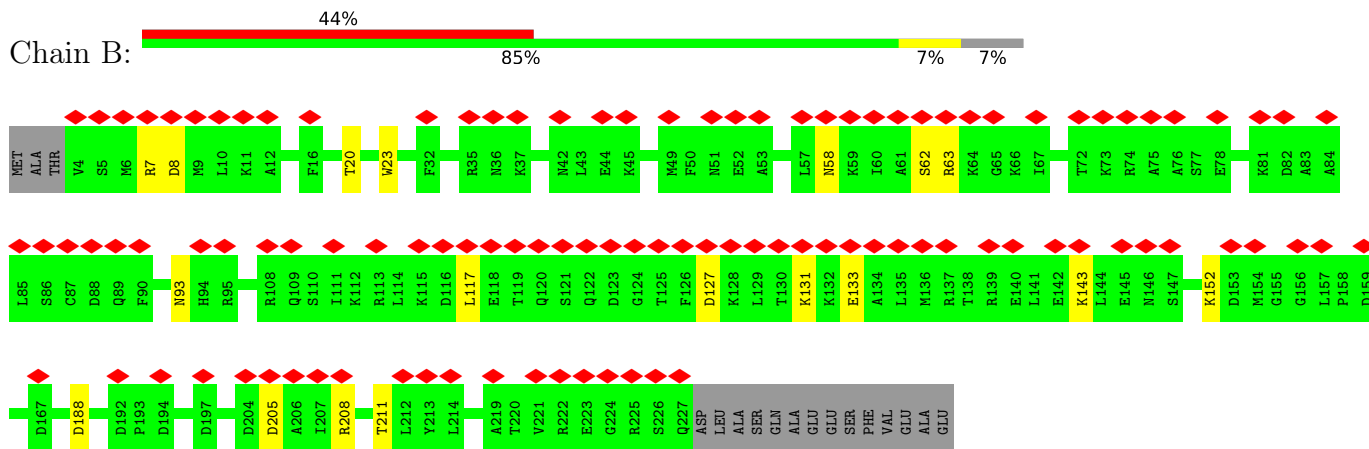 44%
Chain B:
85% 7% 7%
MET ALA THR V4 S5 M6 R7 D8 M9 L10 K11 A12 F16 T20 W23 F32 R35 N36 K37 N42 L43 E44 K45 M49 F50 N51 E52 A53 L57 N58 K59 I60 A61 S62 R63 K64 G65 K66 I67 T72 K73 R74 A75 A76 S77 E78 K81 D82 A83 A84
L85 S86 C87 D88 Q89 F90 N93 H94 R95 R108 Q109 S110 I111 K112 R113 L114 K115 D116 L117 E118 T119 Q120 S121 Q122 D123 G124 T125 F126 D127 K128 L129 T130 K131 K132 E133 A134 L135 M136 R137 T138 R139 E140 L141 E142 K143 L144 E145 N146 S147 K152 D153 M154 G155 G156 L157 P158 D159
D167 D188 D192 P193 D194 D197 D204 D205 A206 I207 R208 T211 L212 Y213 L214 A219 T220 V221 R222 E223 G224 R225 S226 Q227 ASP LEU ALA SER GLN ALA GLU GLU SER PHE VAL GLU ALA GLU